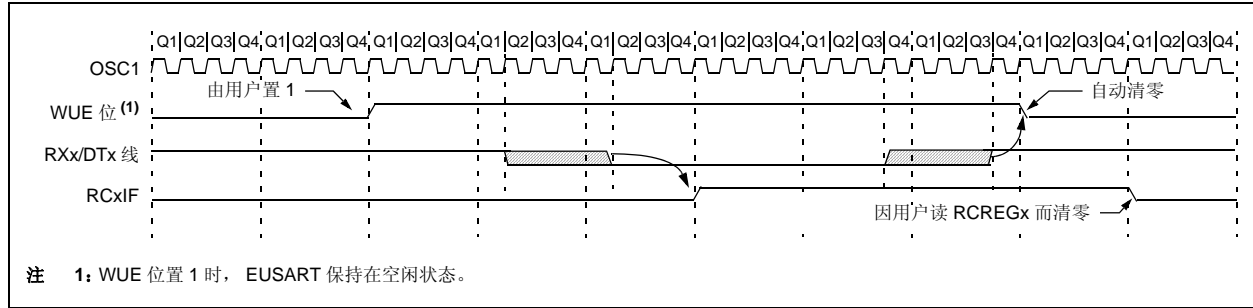 Q1 Q2 Q3 Q4 Q1 Q2 Q3 Q4 Q1 Q2 Q3 Q4 Q1 Q2 Q3 Q4 Q1 Q2 Q3 Q4 Q1 Q2 Q3 Q4 Q1 Q2 Q3 Q4 Q1 Q2 Q3 Q4 Q1 Q2 Q3 Q4 Q1 Q2 Q3 Q4
OSC1
由用户置 1
自动清零
WUE 位 (1)
RXx/DTx 线
RCxIF
因用户读 RCREGx 而清零
注 1: WUE 位置 1 时， EUSART 保持在空闲状态。